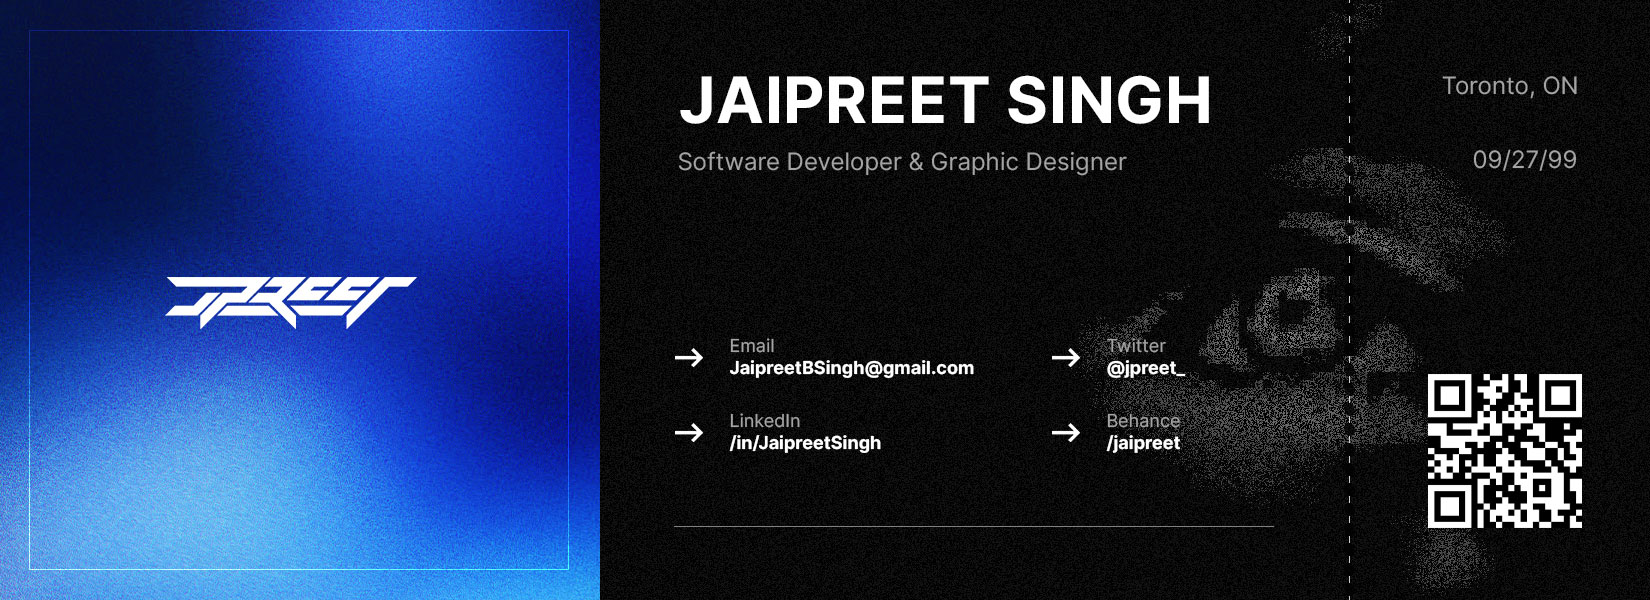 JPREET
JAIPREET SINGH
Software Developer & Graphic Designer
Toronto, ON
09/27/99
Email
JaipreetBSingh@gmail.com
Twitter
@jpreet_
LinkedIn
/in/JaipreetSingh
Behance
/jaipreet